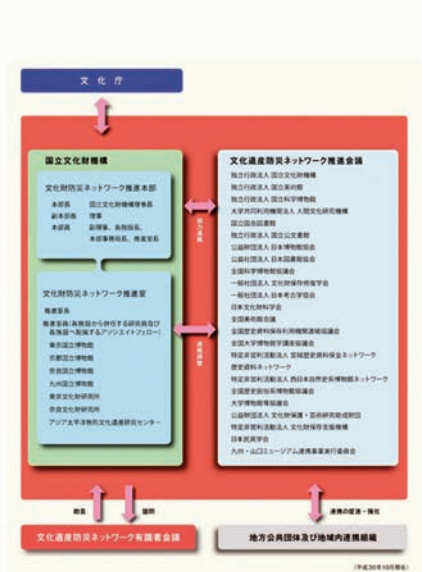 文化庁
国立文化財機構
文化財防災ネットワーク推進本部
本部長 国立文化財機構理事長
副本部長 理事
本部員 副理事、各施設長、
本部事務局長、推進室長
文化財防災ネットワーク推進室
推進室長
推進室員(各施設から併任する研究員及び
各施設へ配属するアソシエイトフェロー)
東京国立博物館
京都国立博物館
奈良国立博物館
九州国立博物館
東京文化財研究所
奈良文化財研究所
アジア太平洋無形文化遺産研究センター
協力連携
連携調整
文化遺産防災ネットワーク推進会議
独立行政法人 国立文化財機構
独立行政法人 国立美術館
独立行政法人 国立科学博物館
大学共同利用機関法人 人間文化研究機構
国立国会図書館
独立行政法人 国立公文書館
公益財団法人 日本博物館協会
公益社団法人 日本図書館協会
全国科学博物館協議会
一般社団法人 文化財保存修復学会
一般社団法人 日本考古学協会
日本文化財科学会
全国美術館会議
全国歴史資料保存利用機関連絡協議会
全国大学博物館学講座協議会
特定非営利活動法人 宮城歴史資料保全ネットワーク
歴史資料ネットワーク
特定非営利活動法人 西日本自然史系博物館ネットワーク
全国歴史民俗系博物館協議会
大学博物館等協議会
公益財団法人 文化財保護・芸術研究助成財団
特定非営利活動法人 文化財保存支援機構
日本民具学会
九州・山口ミュージアム連携事業実行委員会
助言 諮問
連携の促進・強化
文化遺産防災ネットワーク有識者会議
地方公共団体及び地域内連携組織
(平成30年10月現在)